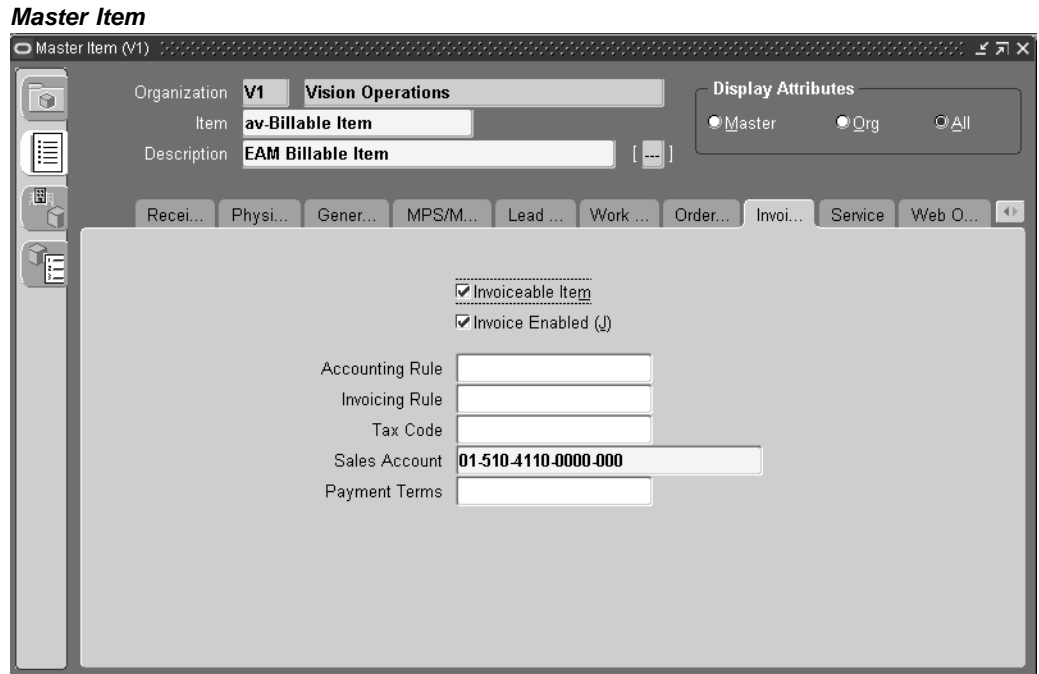 Master Item
Master Item (V1)
Organization V1 Vision Operations
Item av-Billable Item
Description EAM Billable Item [ ... ]
Display Attributes
Master Org All
Recei... Physi... Gener... MPS/M... Lead ... Work ... Order... Invoi... Service Web O...
Invoiceable Item
Invoice Enabled (J)
Accounting Rule
Invoicing Rule
Tax Code
Sales Account 01-510-4110-0000-000
Payment Terms